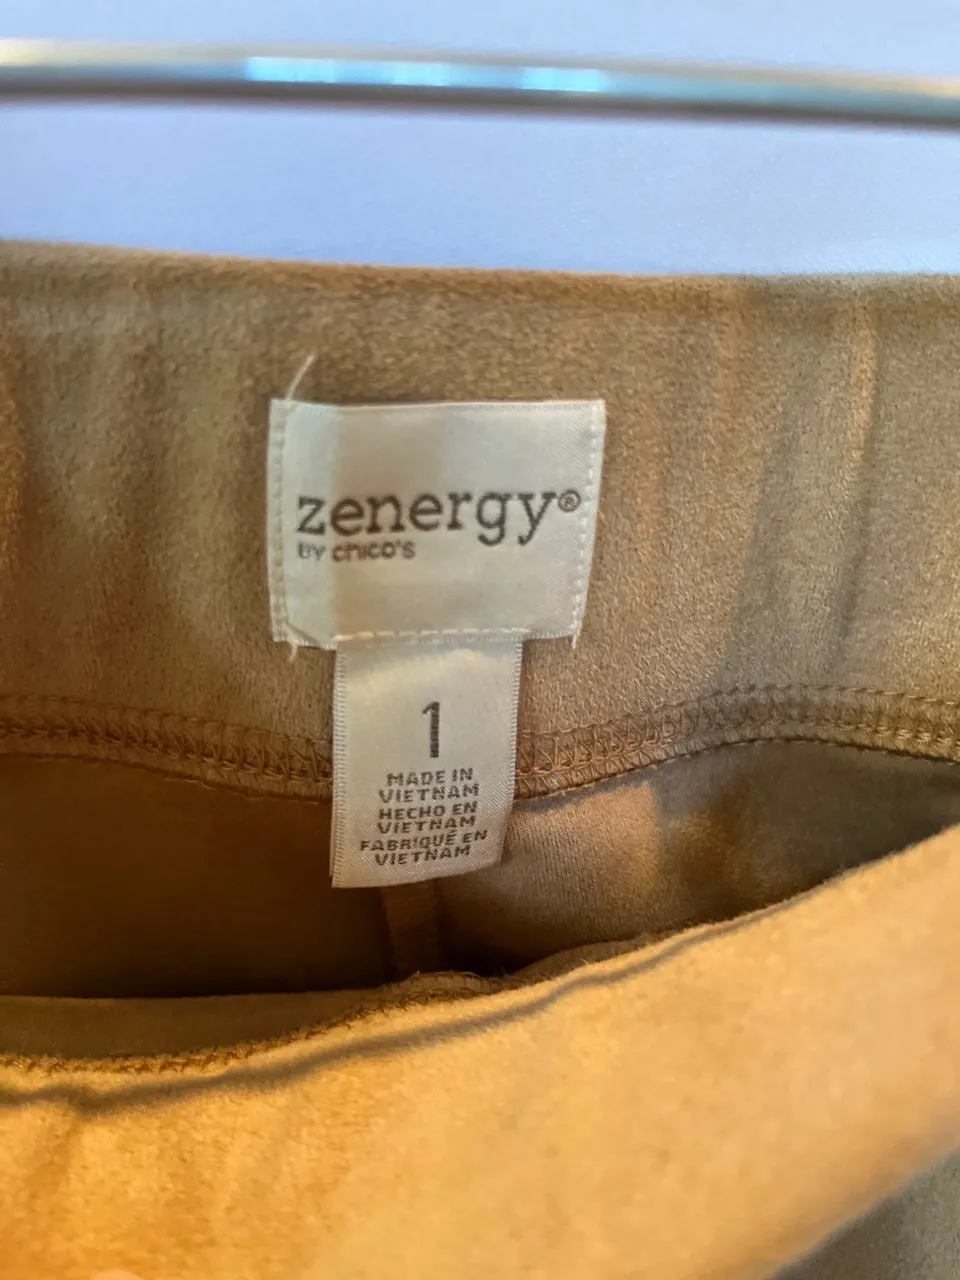 zenergy®
BY chico's
1
MADE IN
VIETNAM
HECHO EN
VIETNAM
FABRIQUÉ EN
VIETNAM